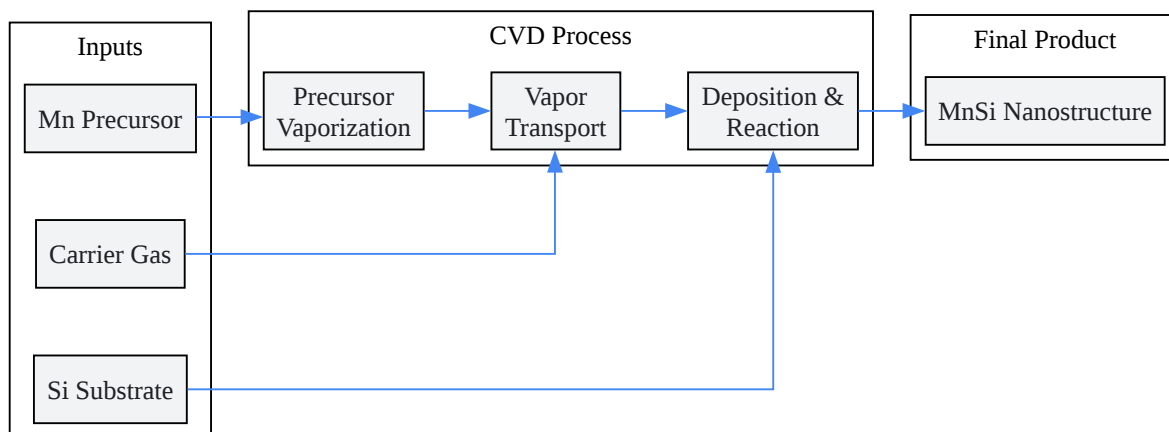 Inputs
Mn Precursor
Carrier Gas
Si Substrate
CVD Process
Precursor
Vaporization
Vapor
Transport
Deposition &
Reaction
Final Product
MnSi Nanostructure